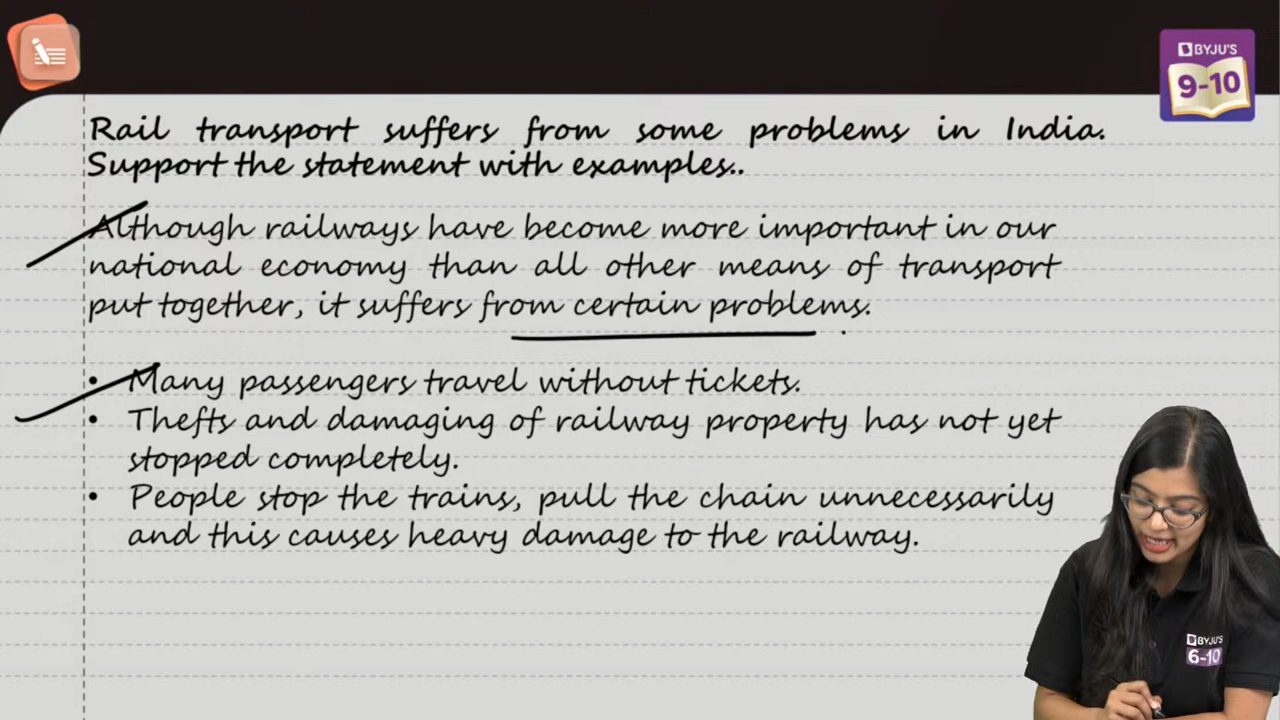 BYJU'S
9-10
Rail transport suffers from some problems in India.
Support the statement with examples..
Although railways have become more important in our
national economy than all other means of transport
put together, it suffers from certain problems.
• Many passengers travel without tickets.
• Thefts and damaging of railway property has not yet
stopped completely.
• People stop the trains, pull the chain unnecessarily
and this causes heavy damage to the railway.
BYJU'S
6-10